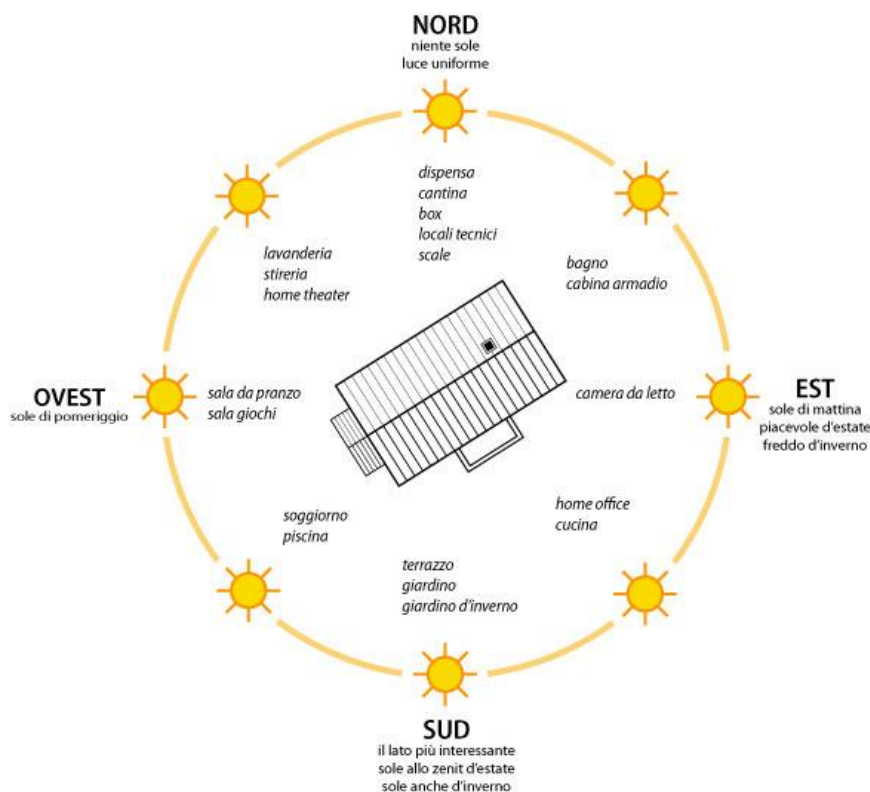 NORD
niente sole
luce uniforme
dispensa
cantina
box
locali tecnici
scale
lavanderia
stireria
home theater
bagno
cabina armadio
OVEST
sole di pomeriggio
sala da pranzo
sala giochi
camera da letto
EST
sole di mattina
piacevole d'estate
freddo d'inverno
soggiorno
piscina
home office
cucina
terrazzo
giardino
giardino d'inverno
SUD
il lato più interessante
sole allo zenit d'estate
sole anche d'inverno